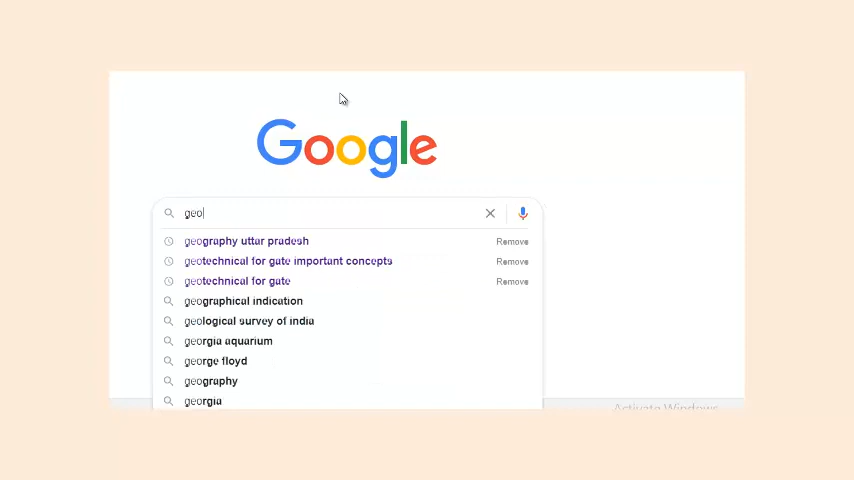 Google
geo
geography uttar pradesh Remove
geotechnical for gate important concepts Remove
geotechnical for gate Remove
geographical indication
geological survey of india
georgia aquarium
george floyd
geography
georgia
Activate Windows